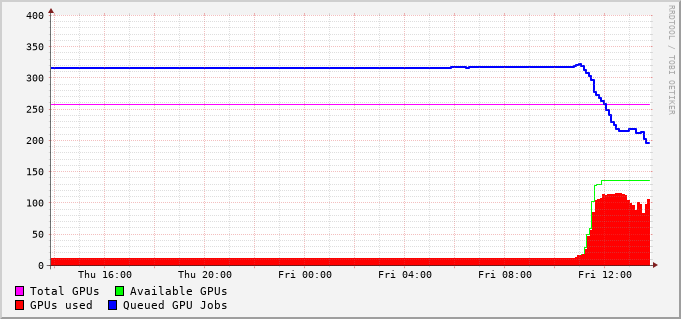 400
350
300
250
200
150
100
50
0
Thu 16:00 Thu 20:00 Fri 00:00 Fri 04:00 Fri 08:00 Fri 12:00
Total GPUs Available GPUs
GPUs used Queued GPU Jobs
RRDTOOL / TOBI OETIKER